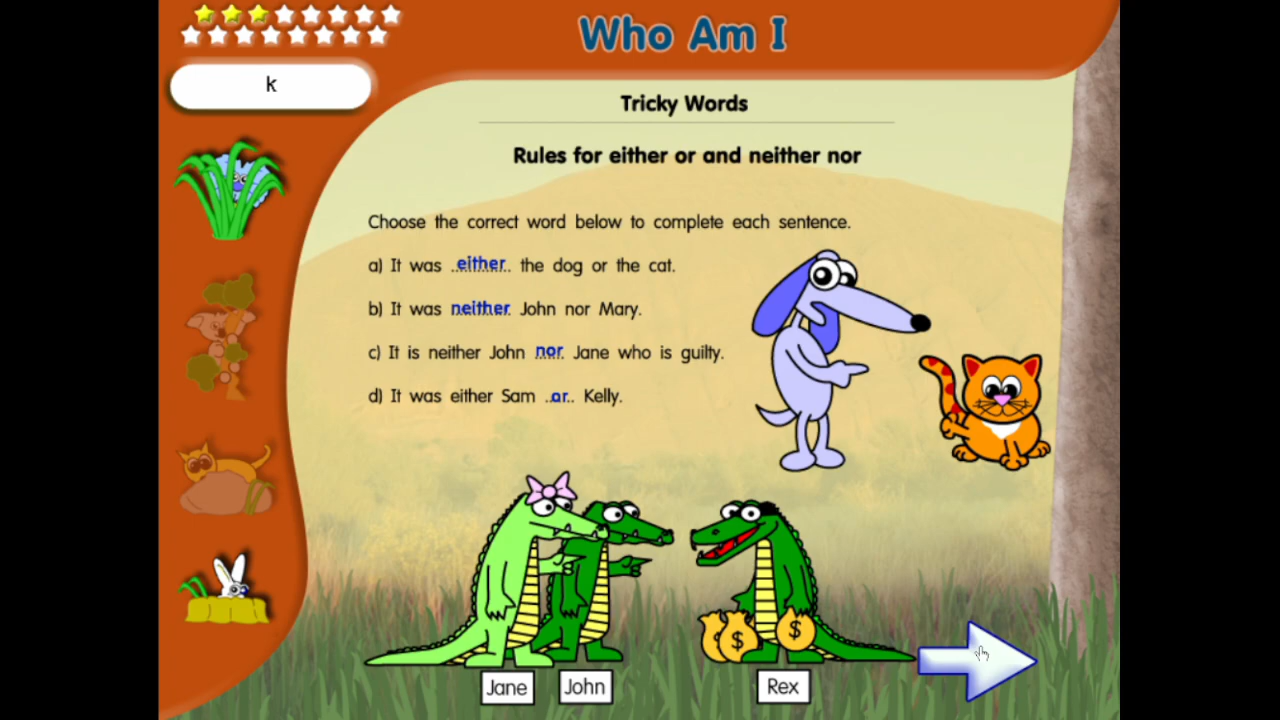 Who Am I
k
Tricky Words
Rules for either or and neither nor
Choose the correct word below to complete each sentence.
a) It was ..either.. the dog or the cat.
b) It was neither John nor Mary.
c) It is neither John nor Jane who is guilty.
d) It was either Sam ..or.. Kelly.
$ $
Jane John Rex